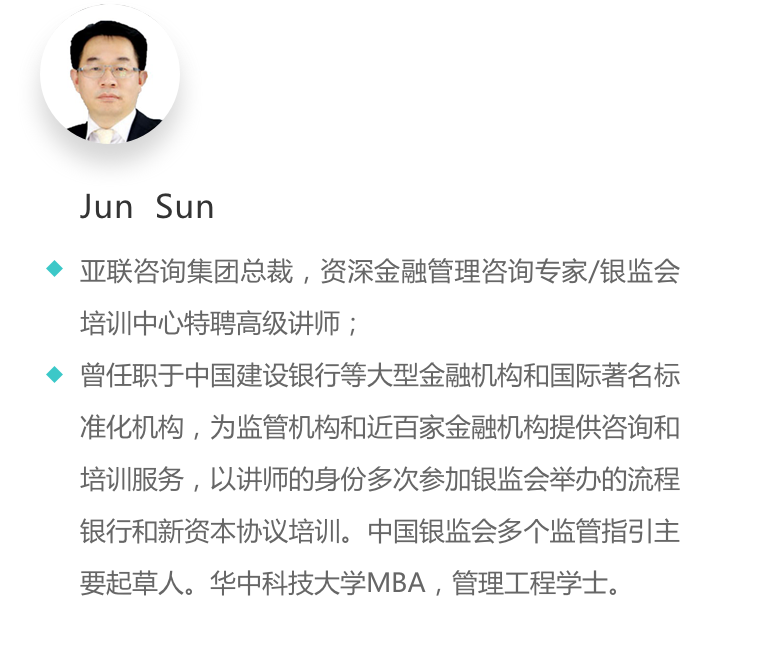 Jun Sun
亚联咨询集团总裁，资深金融管理咨询专家/银监会
培训中心特聘高级讲师；
曾任职于中国建设银行等大型金融机构和国际著名标
准化机构，为监管机构和近百家金融机构提供咨询和
培训服务，以讲师的身份多次参加银监会举办的流程
银行和新资本协议培训。中国银监会多个监管指引主
要起草人。华中科技大学MBA，管理工程学士。